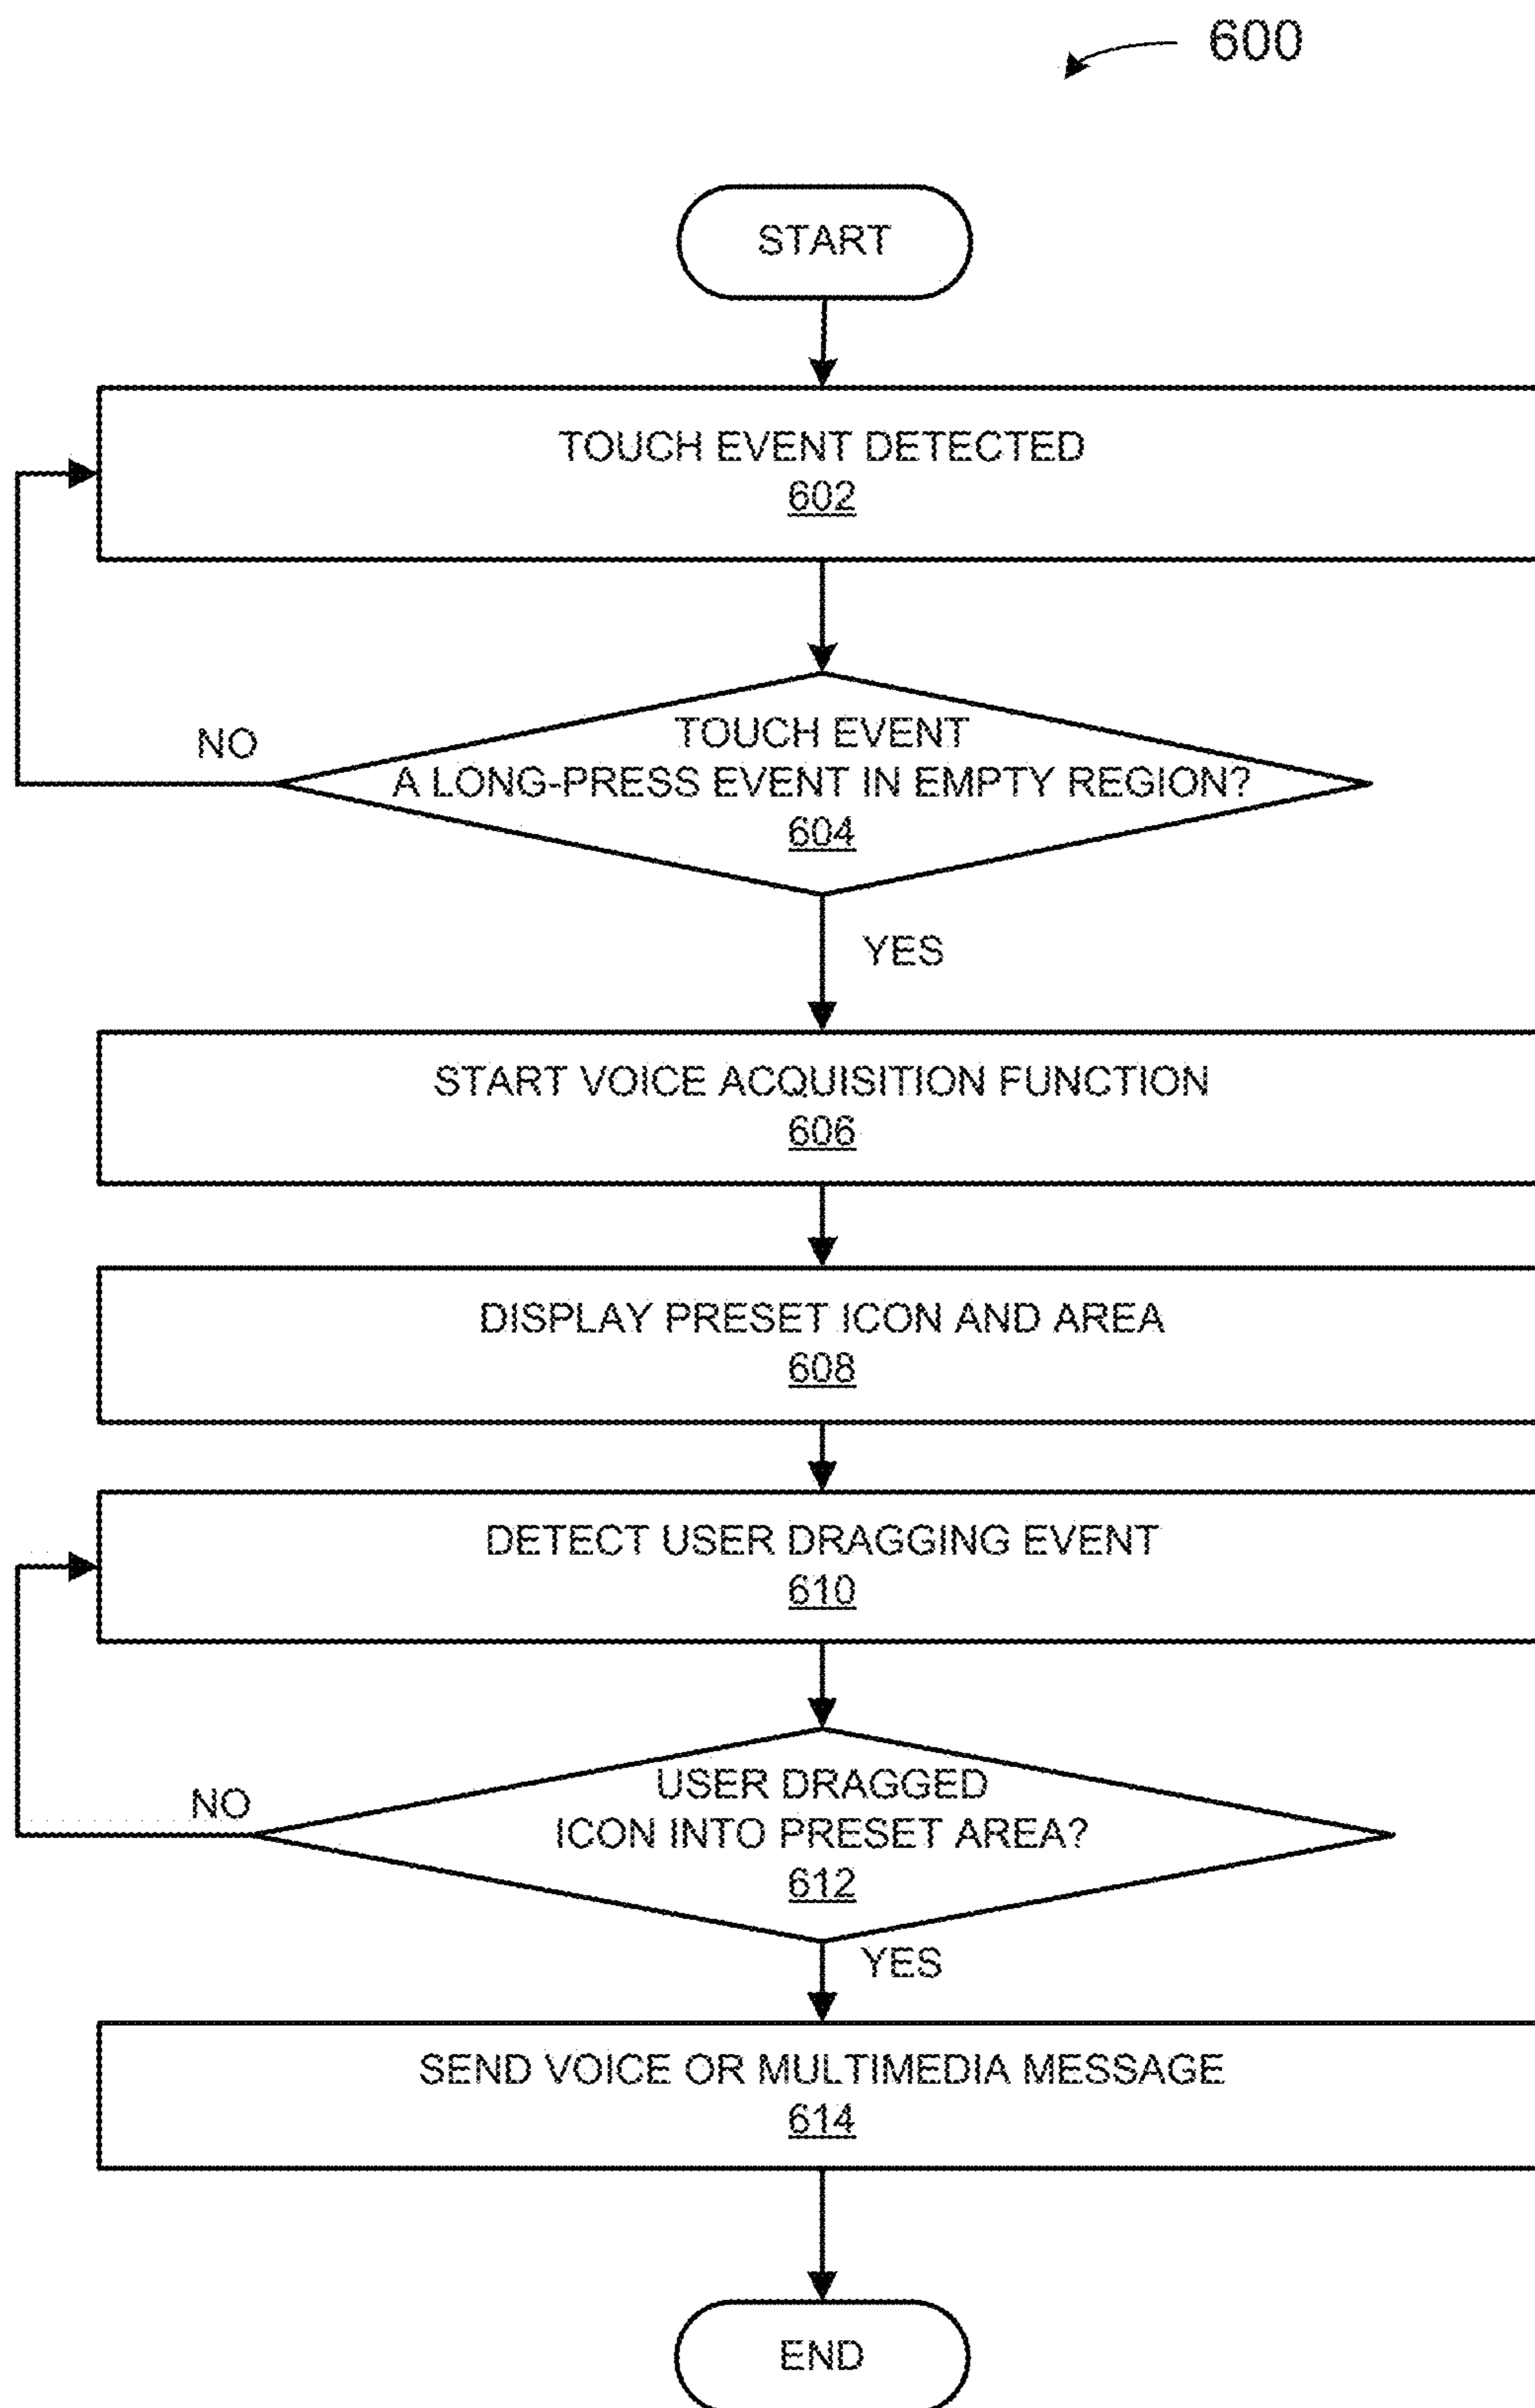 600
START
TOUCH EVENT DETECTED
602
TOUCH EVENT
A LONG-PRESS EVENT IN EMPTY REGION?
604
NO
YES
START VOICE ACQUISITION FUNCTION
606
DISPLAY PRESET ICON AND AREA
608
DETECT USER DRAGGING EVENT
610
USER DRAGGED
ICON INTO PRESET AREA?
612
NO
YES
SEND VOICE OR MULTIMEDIA MESSAGE
614
END